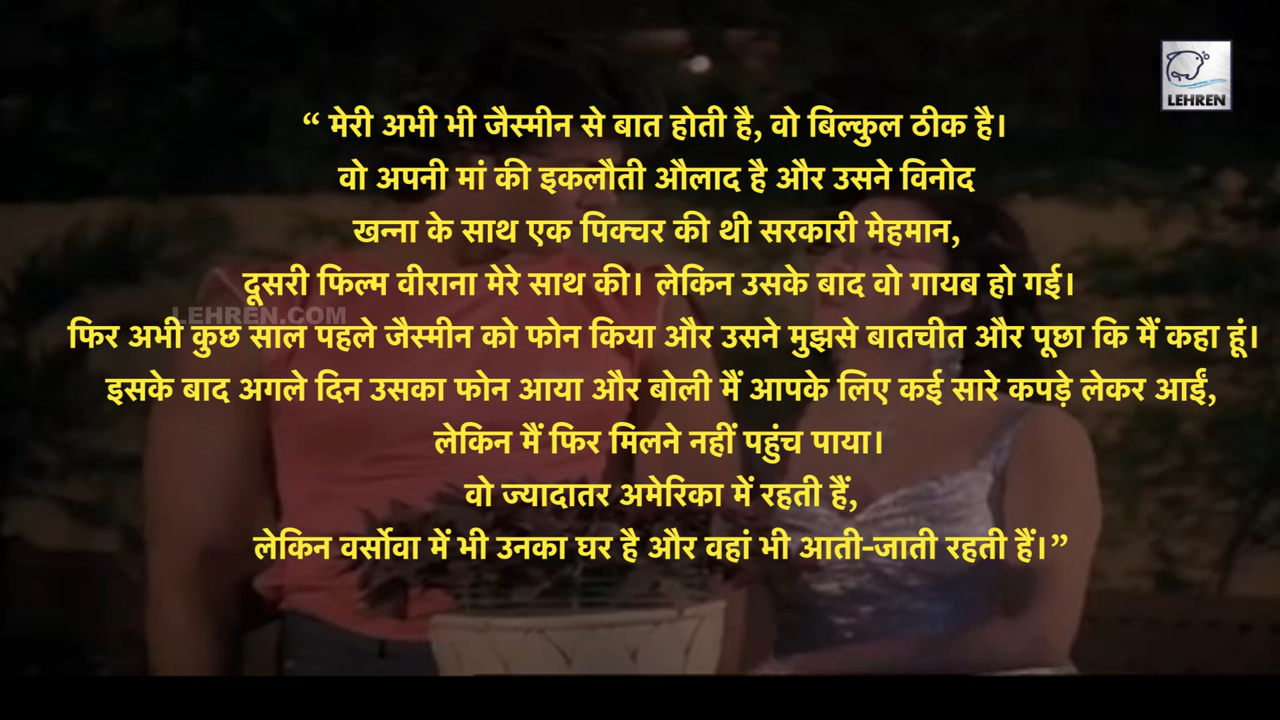 LEHREN
“ मेरी अभी भी जैस्मीन से बात होती है, वो बिल्कुल ठीक है।
वो अपनी मां की इकलौती औलाद है और उसने विनोद
खन्ना के साथ एक पिक्चर की थी सरकारी मेहमान,
दूसरी फिल्म वीराना मेरे साथ की। लेकिन उसके बाद वो गायब हो गई।
LEHREN.COM
फिर अभी कुछ साल पहले जैस्मीन को फोन किया और उसने मुझसे बातचीत और पूछा कि मैं कहा हूं।
इसके बाद अगले दिन उसका फोन आया और बोली मैं आपके लिए कई सारे कपड़े लेकर आईं,
लेकिन मैं फिर मिलने नहीं पहुंच पाया।
वो ज्यादातर अमेरिका में रहती हैं,
लेकिन वर्सोवा में भी उनका घर है और वहां भी आती-जाती रहती हैं।”